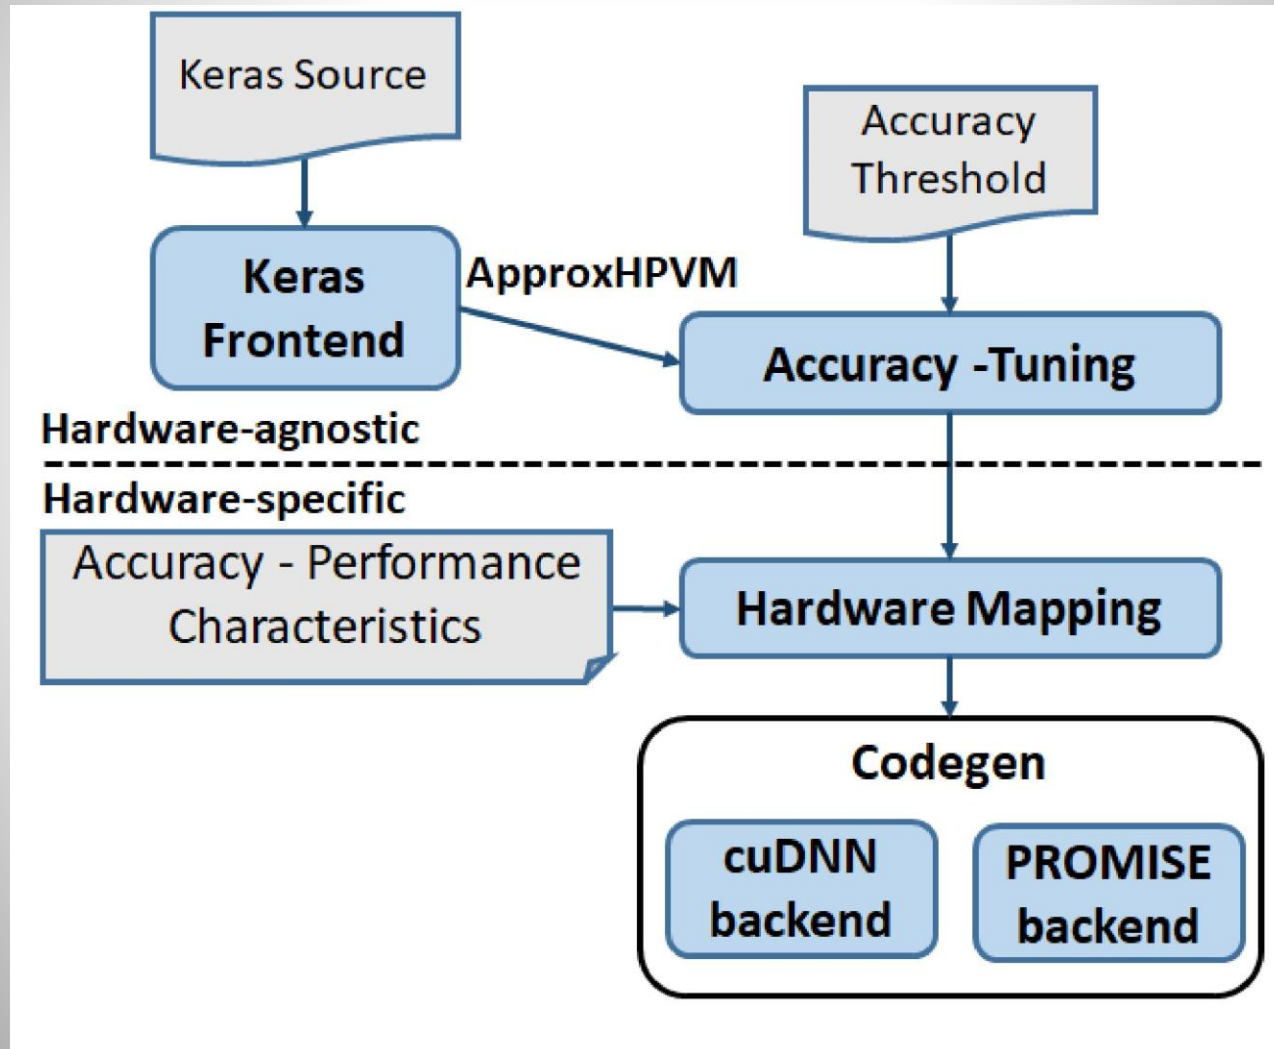 Keras Source
Accuracy
Threshold
Keras
Frontend
ApproxHPVM
Accuracy -Tuning
Hardware-agnostic
Hardware-specific
Accuracy - Performance
Characteristics
Hardware Mapping
Codegen
cuDNN
backend
PROMISE
backend